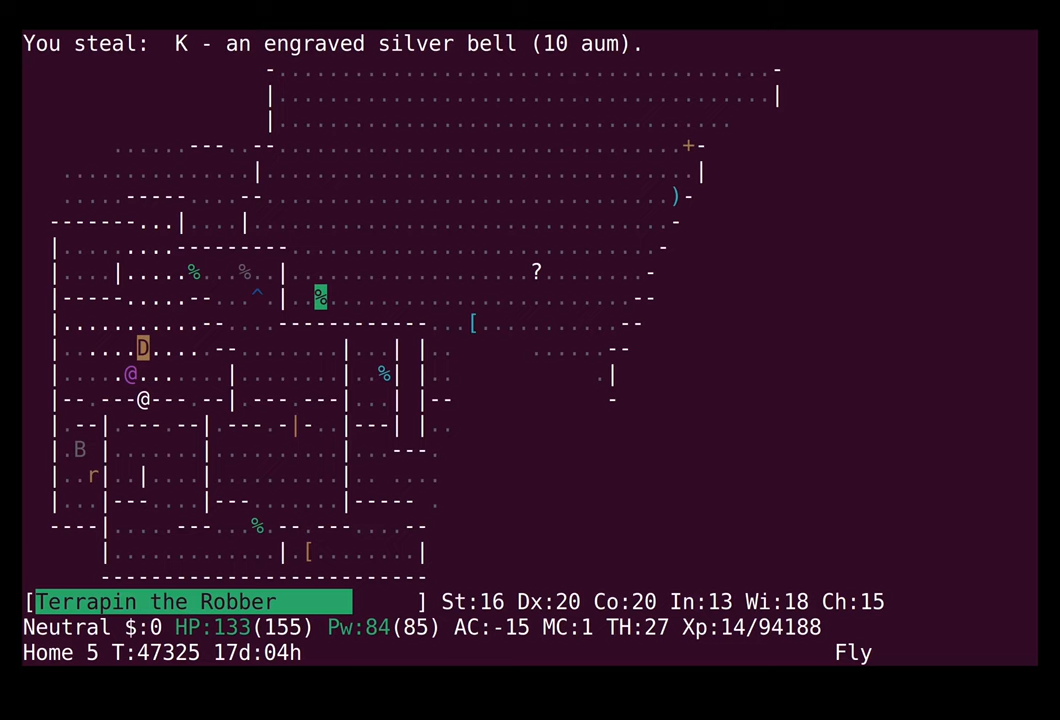 You steal:  K - an engraved silver bell (10 aum).
[Terrapin the Robber           ] St:16 Dx:20 Co:20 In:13 Wi:18 Ch:15
Neutral $:0 HP:133(155) Pw:84(85) AC:-15 MC:1 TH:27 Xp:14/94188
Home 5 T:47325 17d:04h                                           Fly